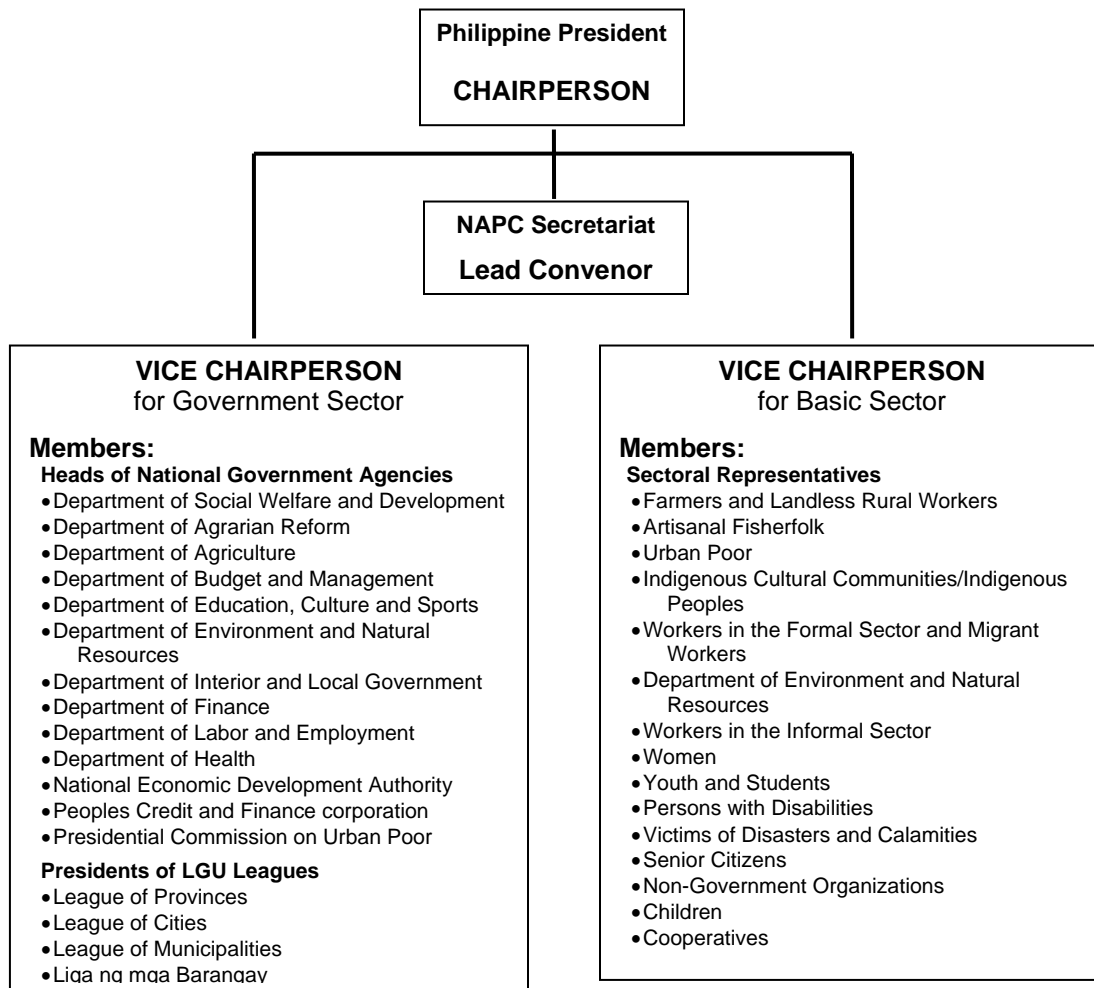 Philippine President
CHAIRPERSON
NAPC Secretariat
Lead Convenor
VICE CHAIRPERSON
for Government Sector
Members:
Heads of National Government Agencies
•Department of Social Welfare and Development
•Department of Agrarian Reform
•Department of Agriculture
•Department of Budget and Management
•Department of Education, Culture and Sports
•Department of Environment and Natural
Resources
•Department of Interior and Local Government
•Department of Finance
•Department of Labor and Employment
•Department of Health
•National Economic Development Authority
•Peoples Credit and Finance corporation
•Presidential Commission on Urban Poor
Presidents of LGU Leagues
•League of Provinces
•League of Cities
•League of Municipalities
•Liga ng mga Barangay
VICE CHAIRPERSON
for Basic Sector
Members:
Sectoral Representatives
•Farmers and Landless Rural Workers
•Artisanal Fisherfolk
•Urban Poor
•Indigenous Cultural Communities/Indigenous
Peoples
•Workers in the Formal Sector and Migrant
Workers
•Department of Environment and Natural
Resources
•Workers in the Informal Sector
•Women
•Youth and Students
•Persons with Disabilities
•Victims of Disasters and Calamities
•Senior Citizens
•Non-Government Organizations
•Children
•Cooperatives